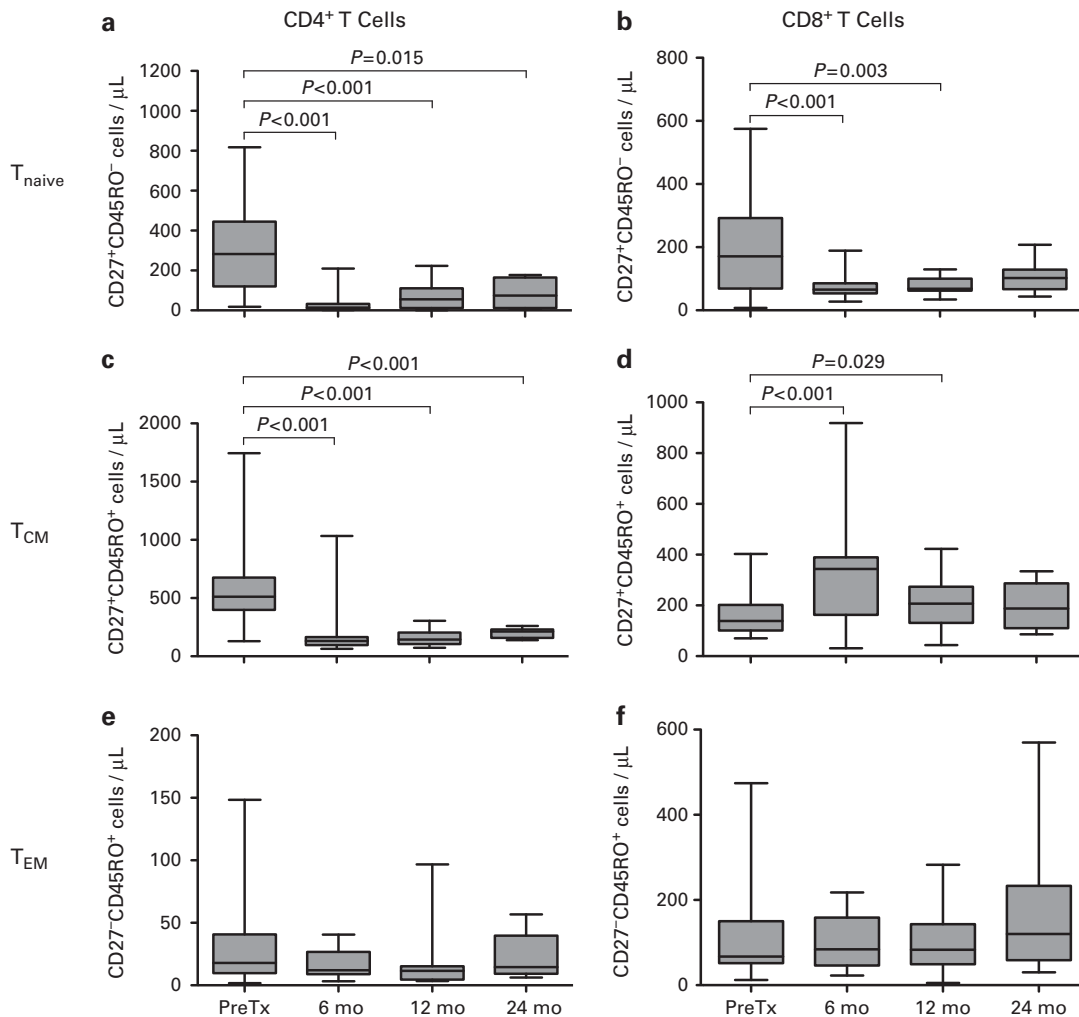 a
CD4⁺ T Cells
T_naive
CD27⁺CD45RO⁻ cells / μL
1200
1000
800
600
400
200
0
P=0.015
P<0.001
P<0.001
b
CD8⁺ T Cells
CD27⁺CD45RO⁻ cells / μL
800
600
400
200
0
P=0.003
P<0.001
c
T_CM
CD27⁺CD45RO⁺ cells / μL
2000
1500
1000
500
0
P<0.001
P<0.001
P<0.001
d
CD27⁺CD45RO⁺ cells / μL
1000
800
600
400
200
0
P=0.029
P<0.001
e
T_EM
CD27⁻CD45RO⁺ cells / μL
200
150
100
50
0
PreTx 6 mo 12 mo 24 mo
f
CD27⁻CD45RO⁺ cells / μL
600
400
200
0
PreTx 6 mo 12 mo 24 mo